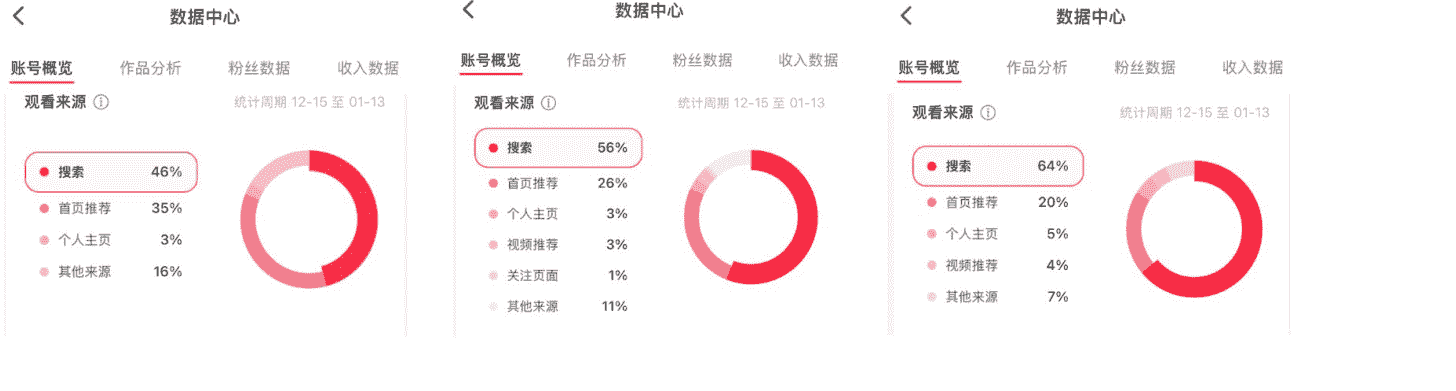 数据中心
账号概览 作品分析 粉丝数据 收入数据
观看来源 统计周期 12-15 至 01-13
搜索 46%
首页推荐 35%
个人主页 3%
其他来源 16%
数据中心
账号概览 作品分析 粉丝数据 收入数据
观看来源 统计周期 12-15 至 01-13
搜索 56%
首页推荐 26%
个人主页 3%
视频推荐 3%
关注页面 1%
其他来源 11%
数据中心
账号概览 作品分析 粉丝数据 收入数据
观看来源 统计周期 12-15 至 01-13
搜索 64%
首页推荐 20%
个人主页 5%
视频推荐 4%
其他来源 7%